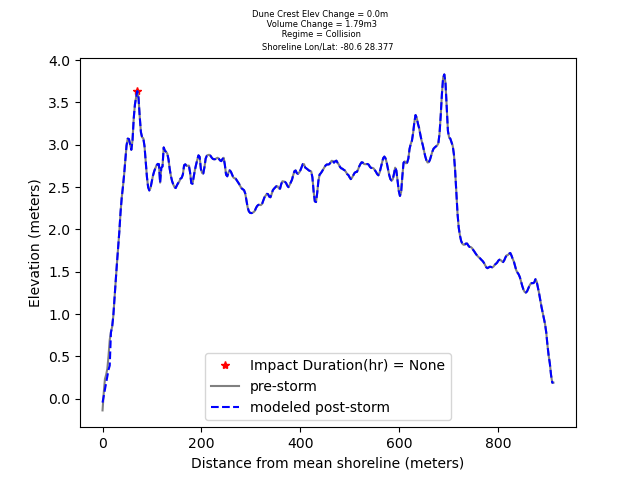 Dune Crest Elev Change = 0.0m
Volume Change = 1.79m3
Regime = Collision
Shoreline Lon/Lat: -80.6 28.377
4.0
3.5
3.0
2.5
2.0
1.5
1.0
0.5
0.0
Elevation (meters)
Impact Duration(hr) = None
pre-storm
modeled post-storm
0 200 400 600 800
Distance from mean shoreline (meters)